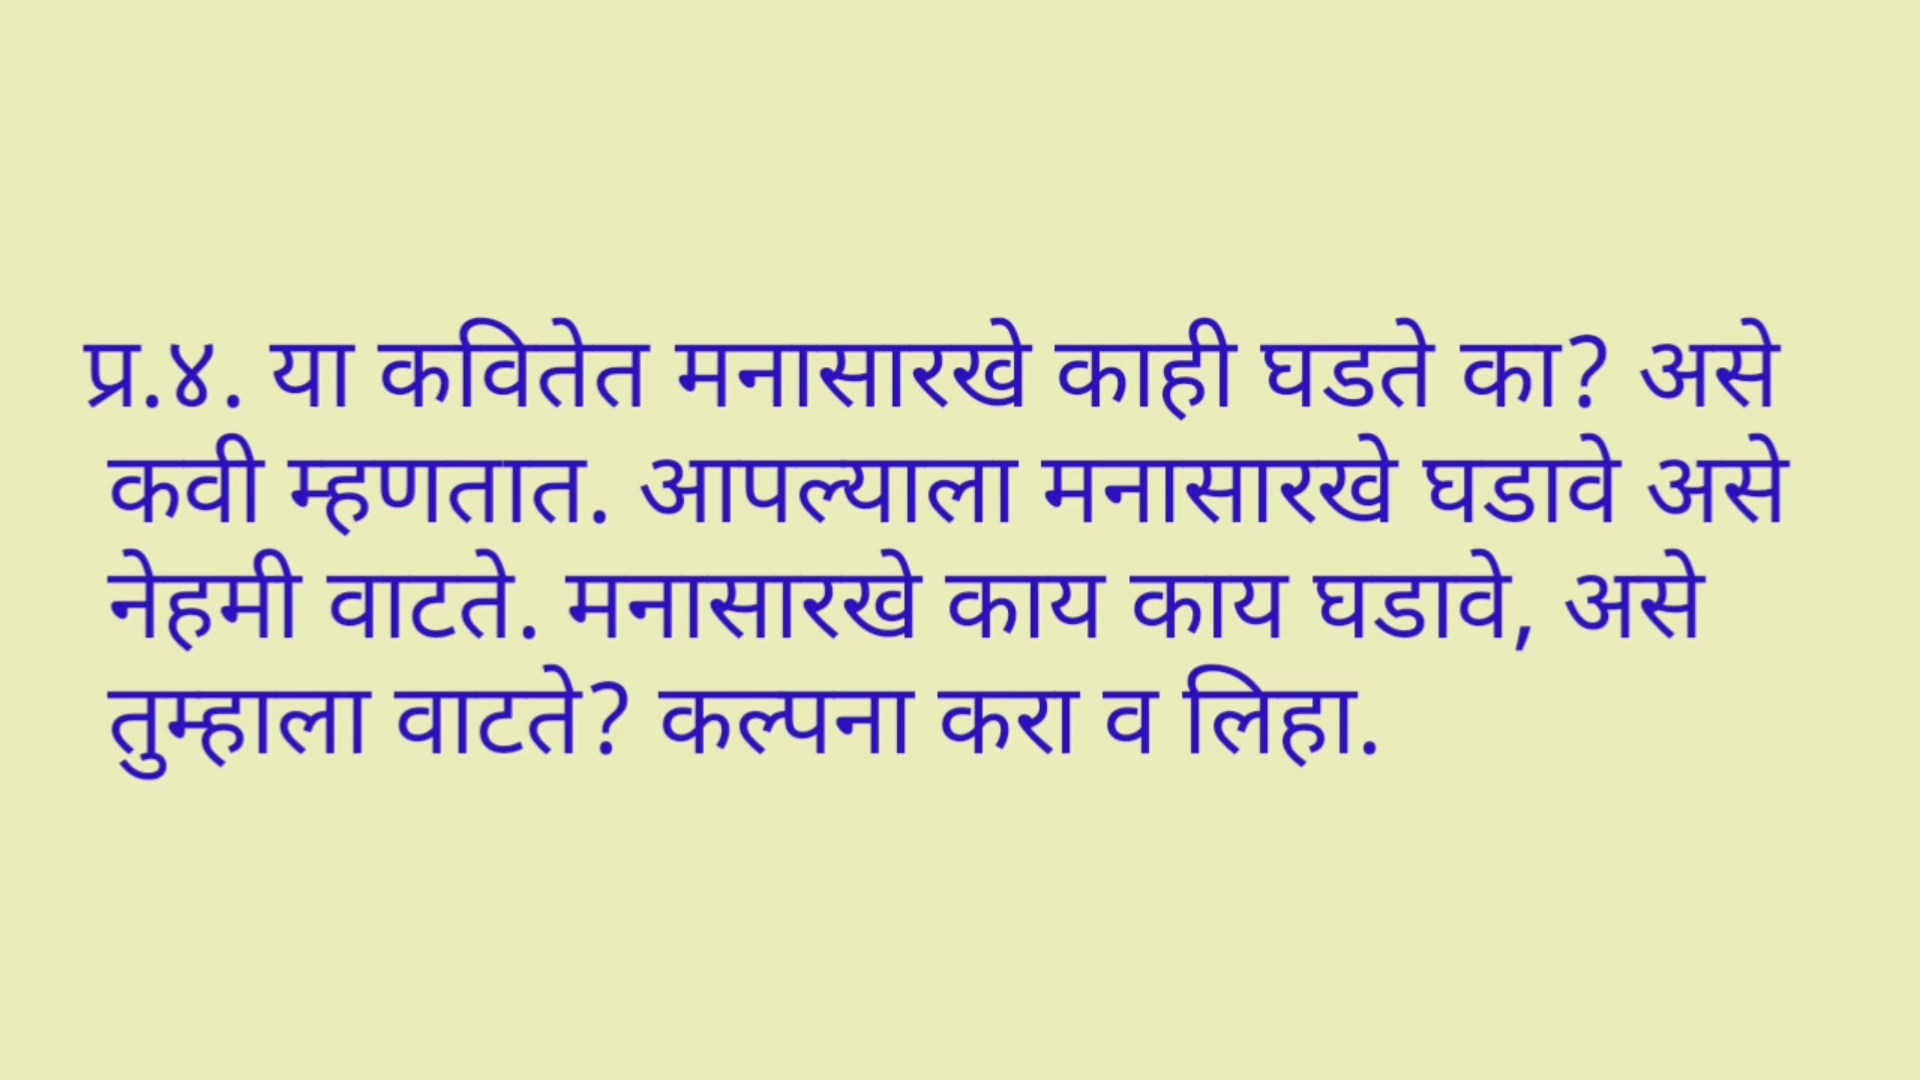 प्र.४. या कवितेत मनासारखे काही घडते का? असे
कवी म्हणतात. आपल्याला मनासारखे घडावे असे
नेहमी वाटते. मनासारखे काय काय घडावे, असे
तुम्हाला वाटते? कल्पना करा व लिहा.